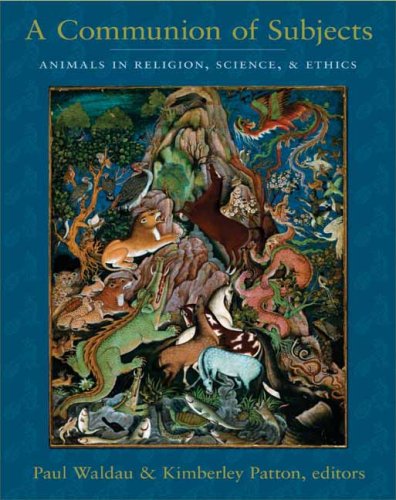 A Communion of Subjects
ANIMALS IN RELIGION, SCIENCE, & ETHICS
Paul Waldau & Kimberley Patton, editors